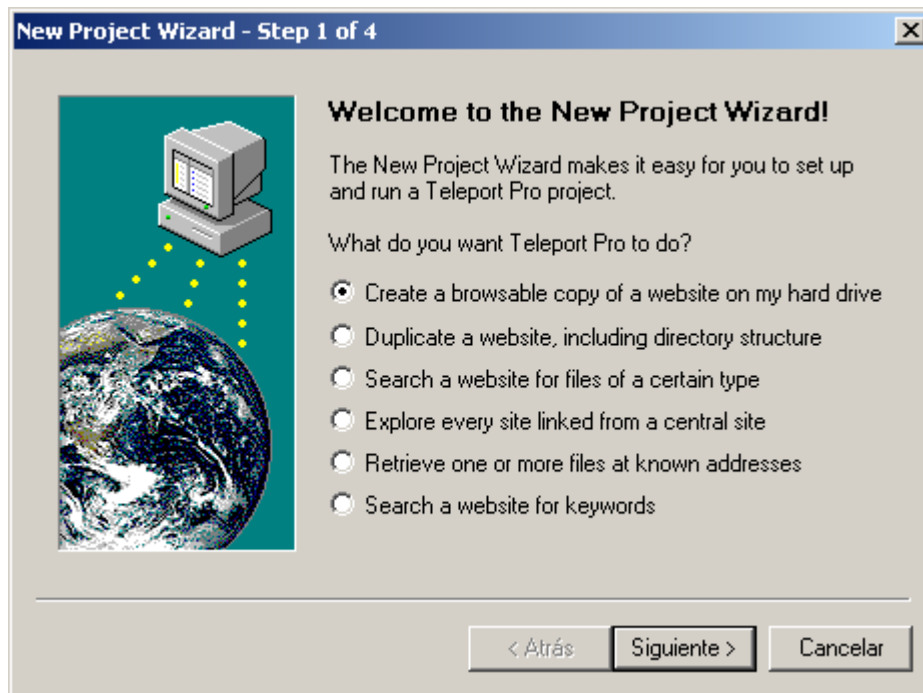 New Project Wizard - Step 1 of 4
Welcome to the New Project Wizard!
The New Project Wizard makes it easy for you to set up
and run a Teleport Pro project.
What do you want Teleport Pro to do?
Create a browsable copy of a website on my hard drive
Duplicate a website, including directory structure
Search a website for files of a certain type
Explore every site linked from a central site
Retrieve one or more files at known addresses
Search a website for keywords
< Atrás
Siguiente >
Cancelar